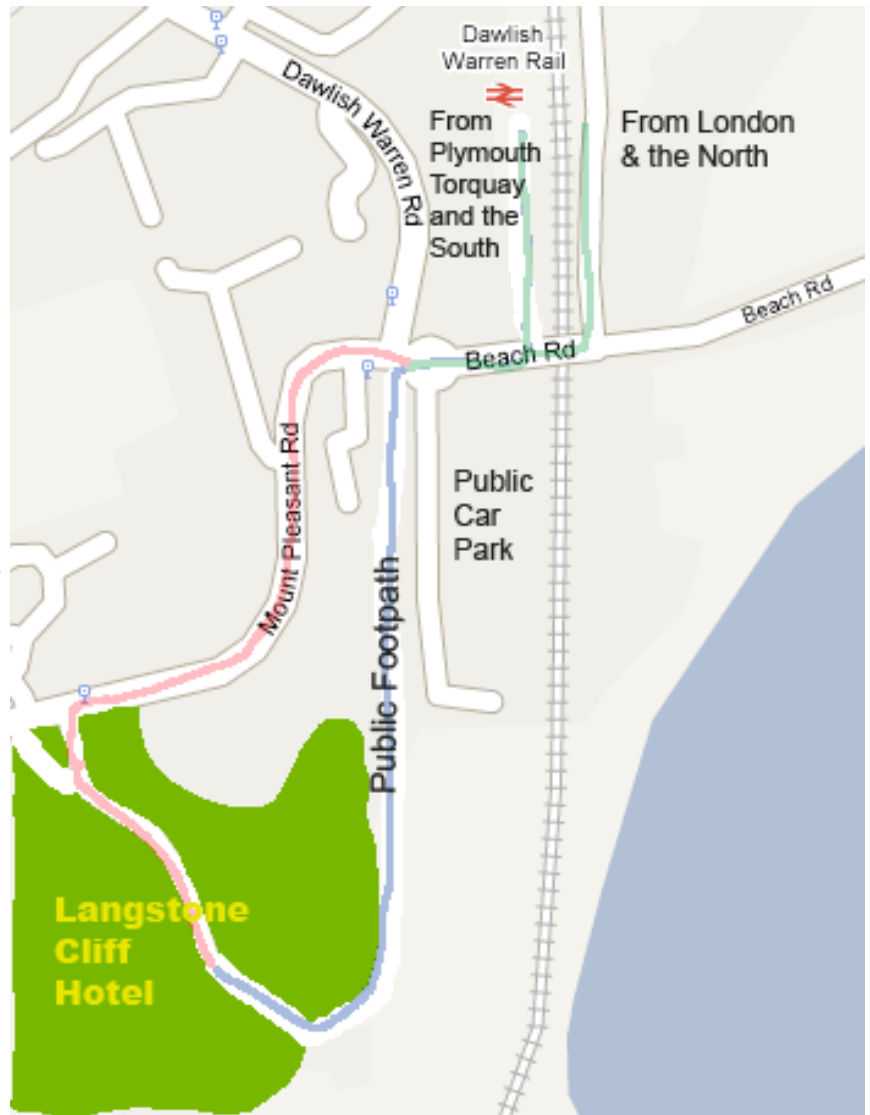 Dawlish
Warren Rail
Dawlish Warren Rd
From
Plymouth
Torquay
and the
South
From London
& the North
Beach Rd
Beach Rd
Mount Pleasant Rd
Public
Car
Park
Public Footpath
Langstone
Cliff
Hotel